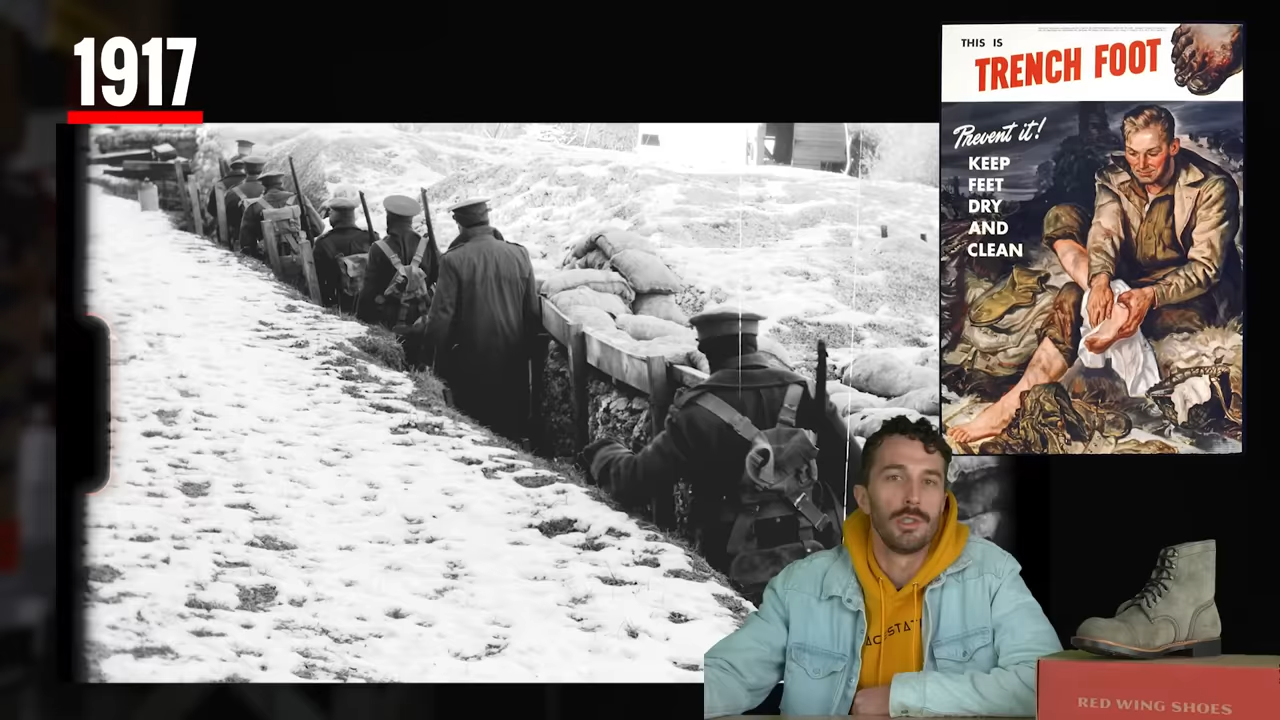 1917
THIS IS
TRENCH FOOT
Prevent it!
KEEP
FEET
DRY
AND
CLEAN
RED WING SHOES